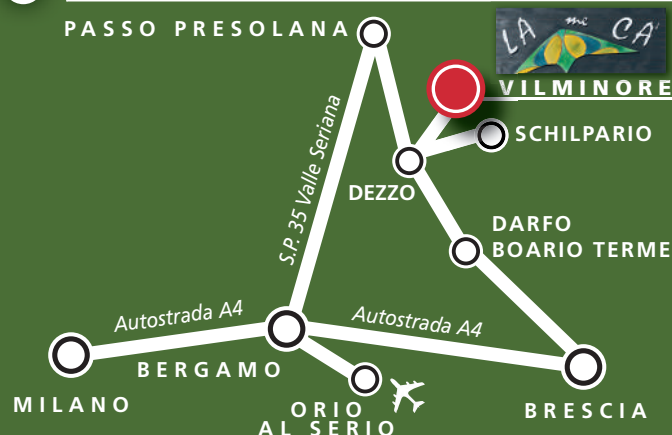 PASSO PRESOLANA
LA mi CA'
VILMINORE
SCHILPARIO
DEZZO
S.P. 35 Valle Seriana
DARFO
BOARIO TERME
Autostrada A4
Autostrada A4
BERGAMO
MILANO
ORIO
AL SERIO
BRESCIA